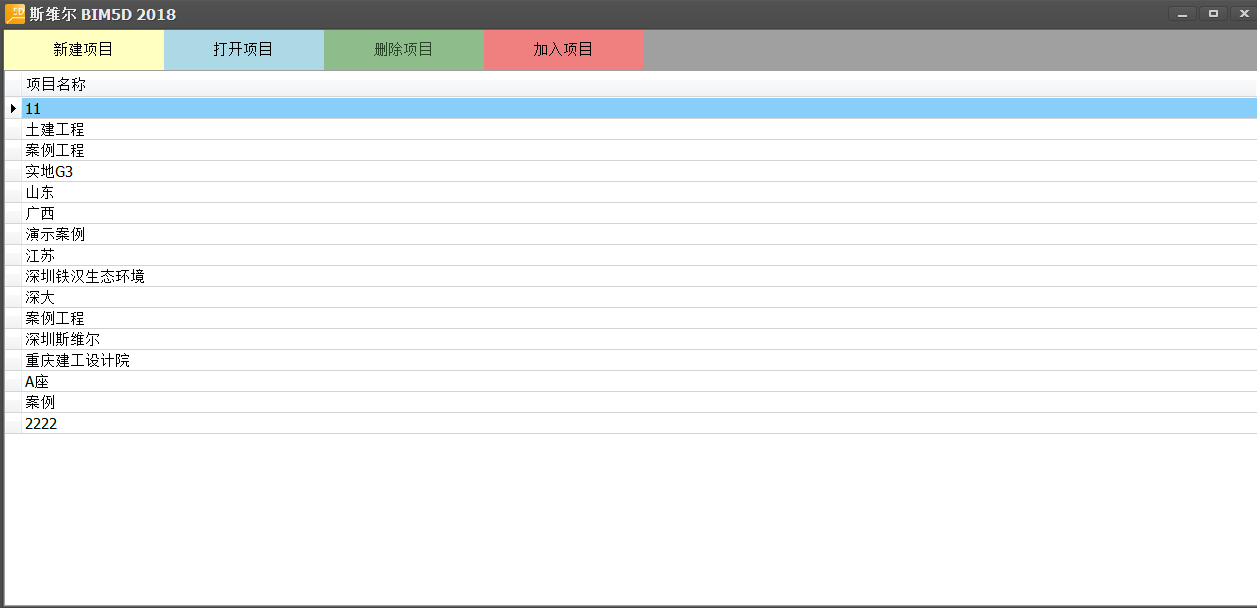 5D
斯维尔 BIM5D 2018
新建项目 打开项目 删除项目 加入项目
项目名称
11
土建工程
案例工程
实地G3
山东
广西
演示案例
江苏
深圳铁汉生态环境
深大
案例工程
深圳斯维尔
重庆建工设计院
A座
案例
2222